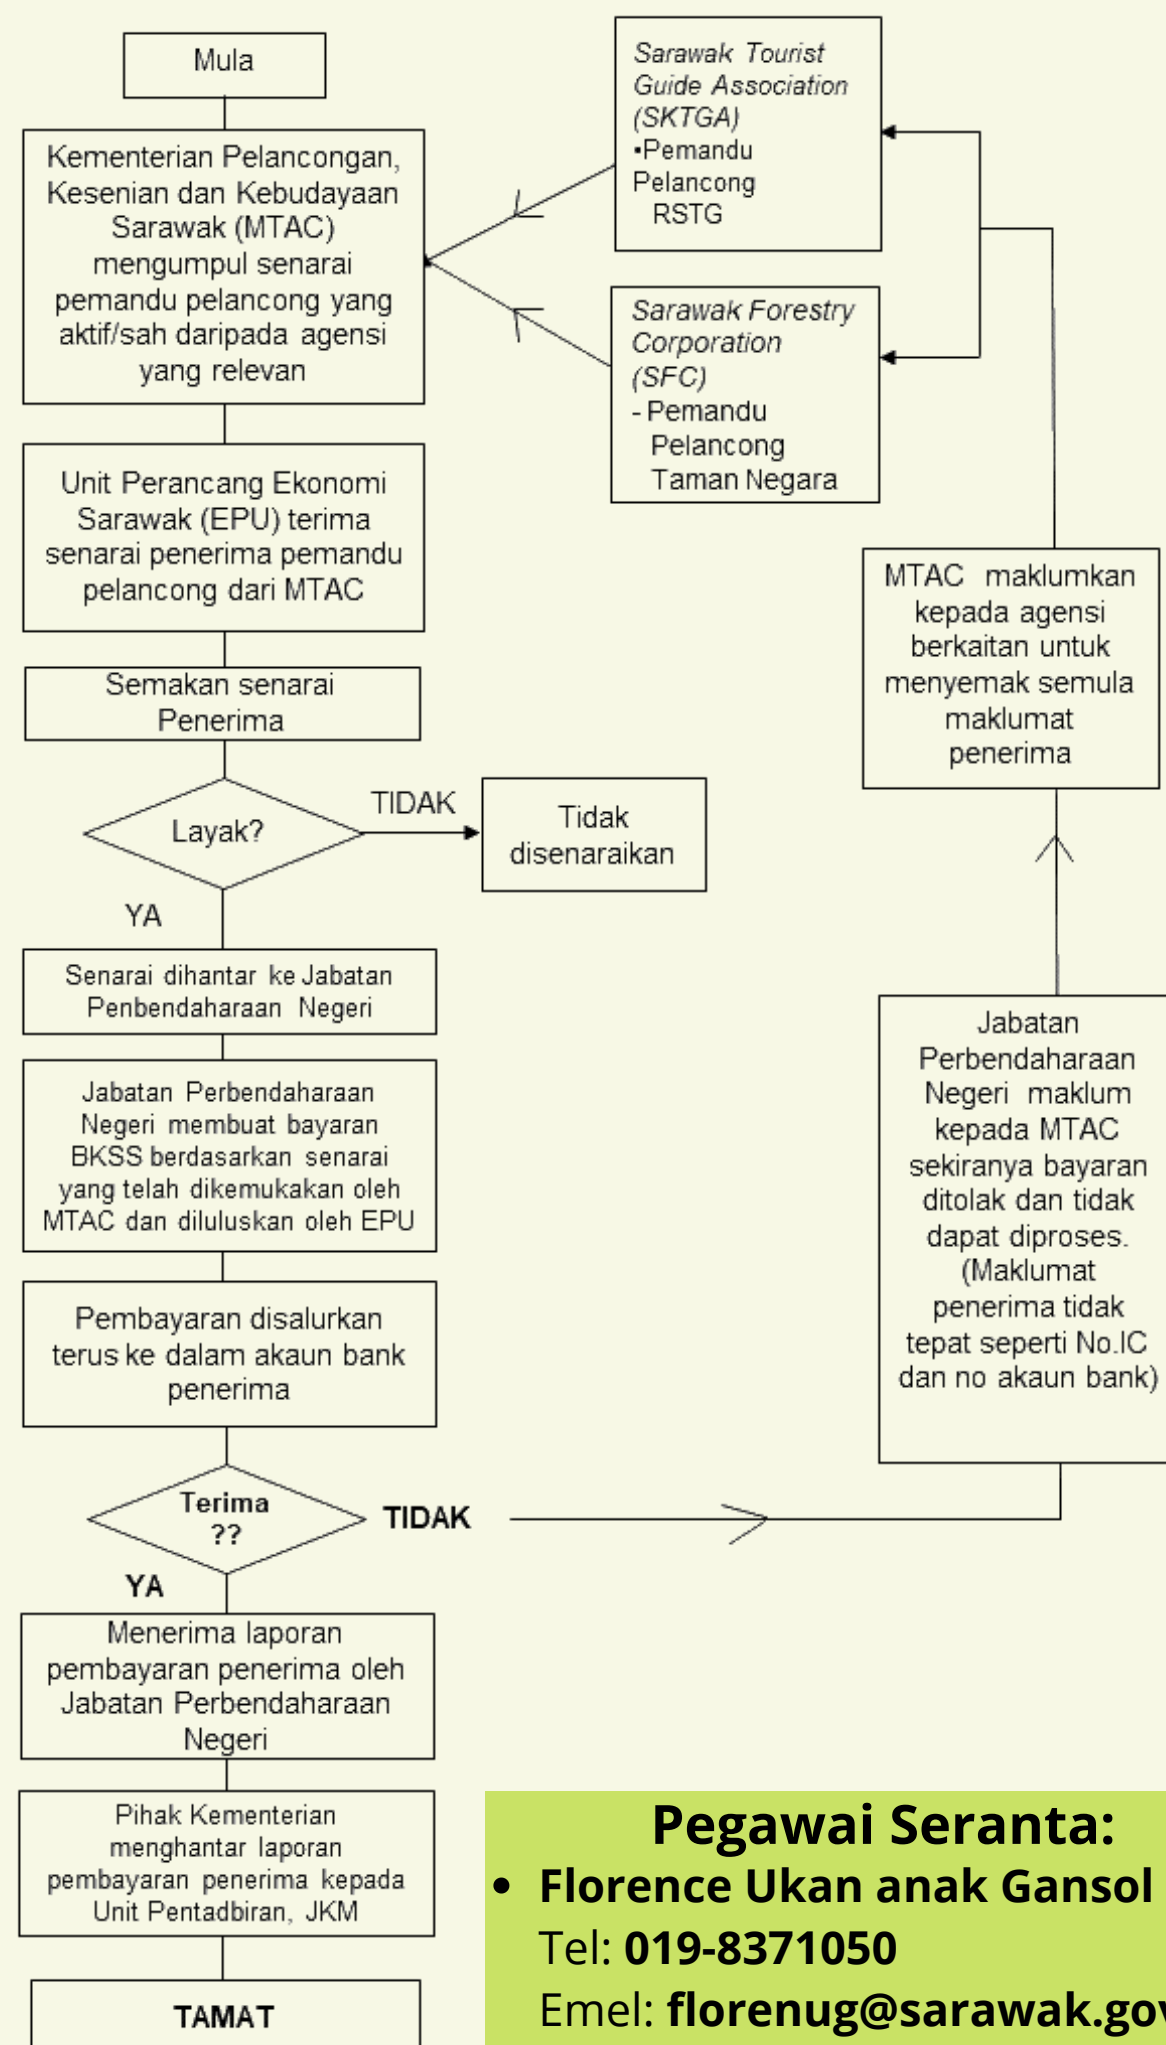 Mula
Kementerian Pelancongan,
Kesenian dan Kebudayaan
Sarawak (MTAC)
mengumpul senarai
pemandu pelancong yang
aktif/sah daripada agensi
yang relevan
Sarawak Tourist
Guide Association
(SKTGA)
▪Pemandu
Pelancong
RSTG
Sarawak Forestry
Corporation
(SFC)
- Pemandu
Pelancong
Taman Negara
Unit Perancang Ekonomi
Sarawak (EPU) terima
senarai penerima pemandu
pelancong dari MTAC
Semakan senarai
Penerima
Layak?
TIDAK
Tidak
disenaraikan
YA
Senarai dihantar ke Jabatan
Penbendaharaan Negeri
Jabatan Perbendaharaan
Negeri membuat bayaran
BKSS berdasarkan senarai
yang telah dikemukakan oleh
MTAC dan diluluskan oleh EPU
Pembayaran disalurkan
terus ke dalam akaun bank
penerima
Terima
??
TIDAK
YA
Jabatan
Perbendaharaan
Negeri maklum
kepada MTAC
sekiranya bayaran
ditolak dan tidak
dapat diproses.
(Maklumat
penerima tidak
tepat seperti No.IC
dan no akaun bank)
MTAC maklumkan
kepada agensi
berkaitan untuk
menyemak semula
maklumat
penerima
Menerima laporan
pembayaran penerima oleh
Jabatan Perbendaharaan
Negeri
Pihak Kementerian
menghantar laporan
pembayaran penerima kepada
Unit Pentadbiran, JKM
TAMAT
Pegawai Seranta:
• Florence Ukan anak Gansol
Tel: 019-8371050
Emel: florenug@sarawak.gov